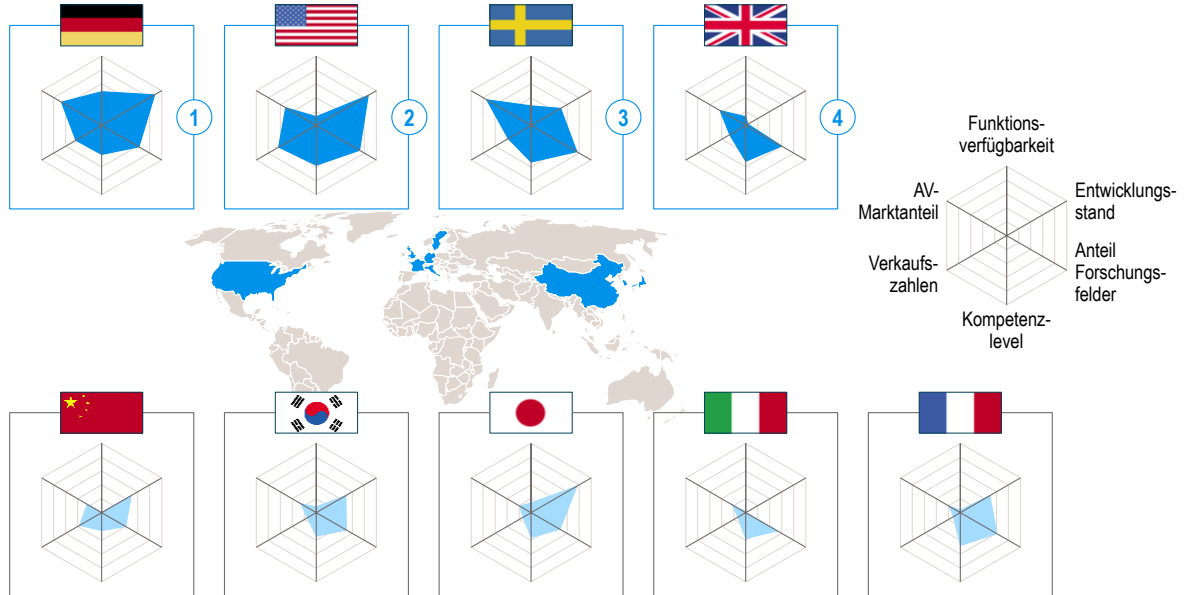 1
2
3
4
Funktions-
verfügbarkeit
AV-
Marktanteil
Entwicklungs-
stand
Verkaufs-
zahlen
Anteil
Forschungs-
felder
Kompetenz-
level